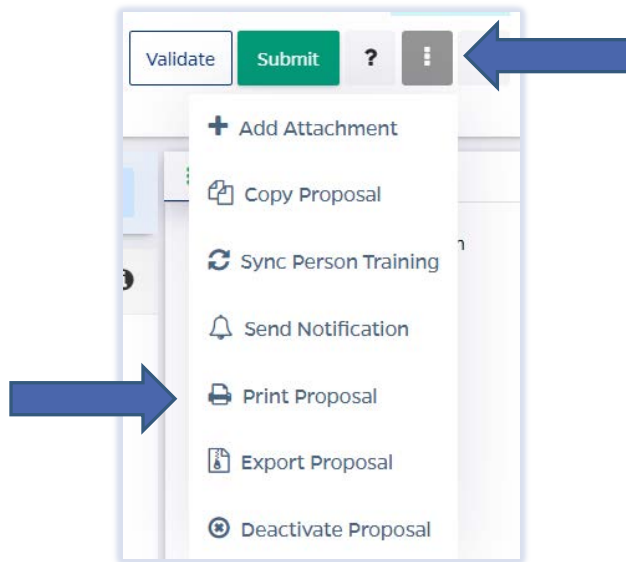 Validate Submit ?
Add Attachment
Copy Proposal
n
Sync Person Training
Send Notification
Print Proposal
Export Proposal
Deactivate Proposal